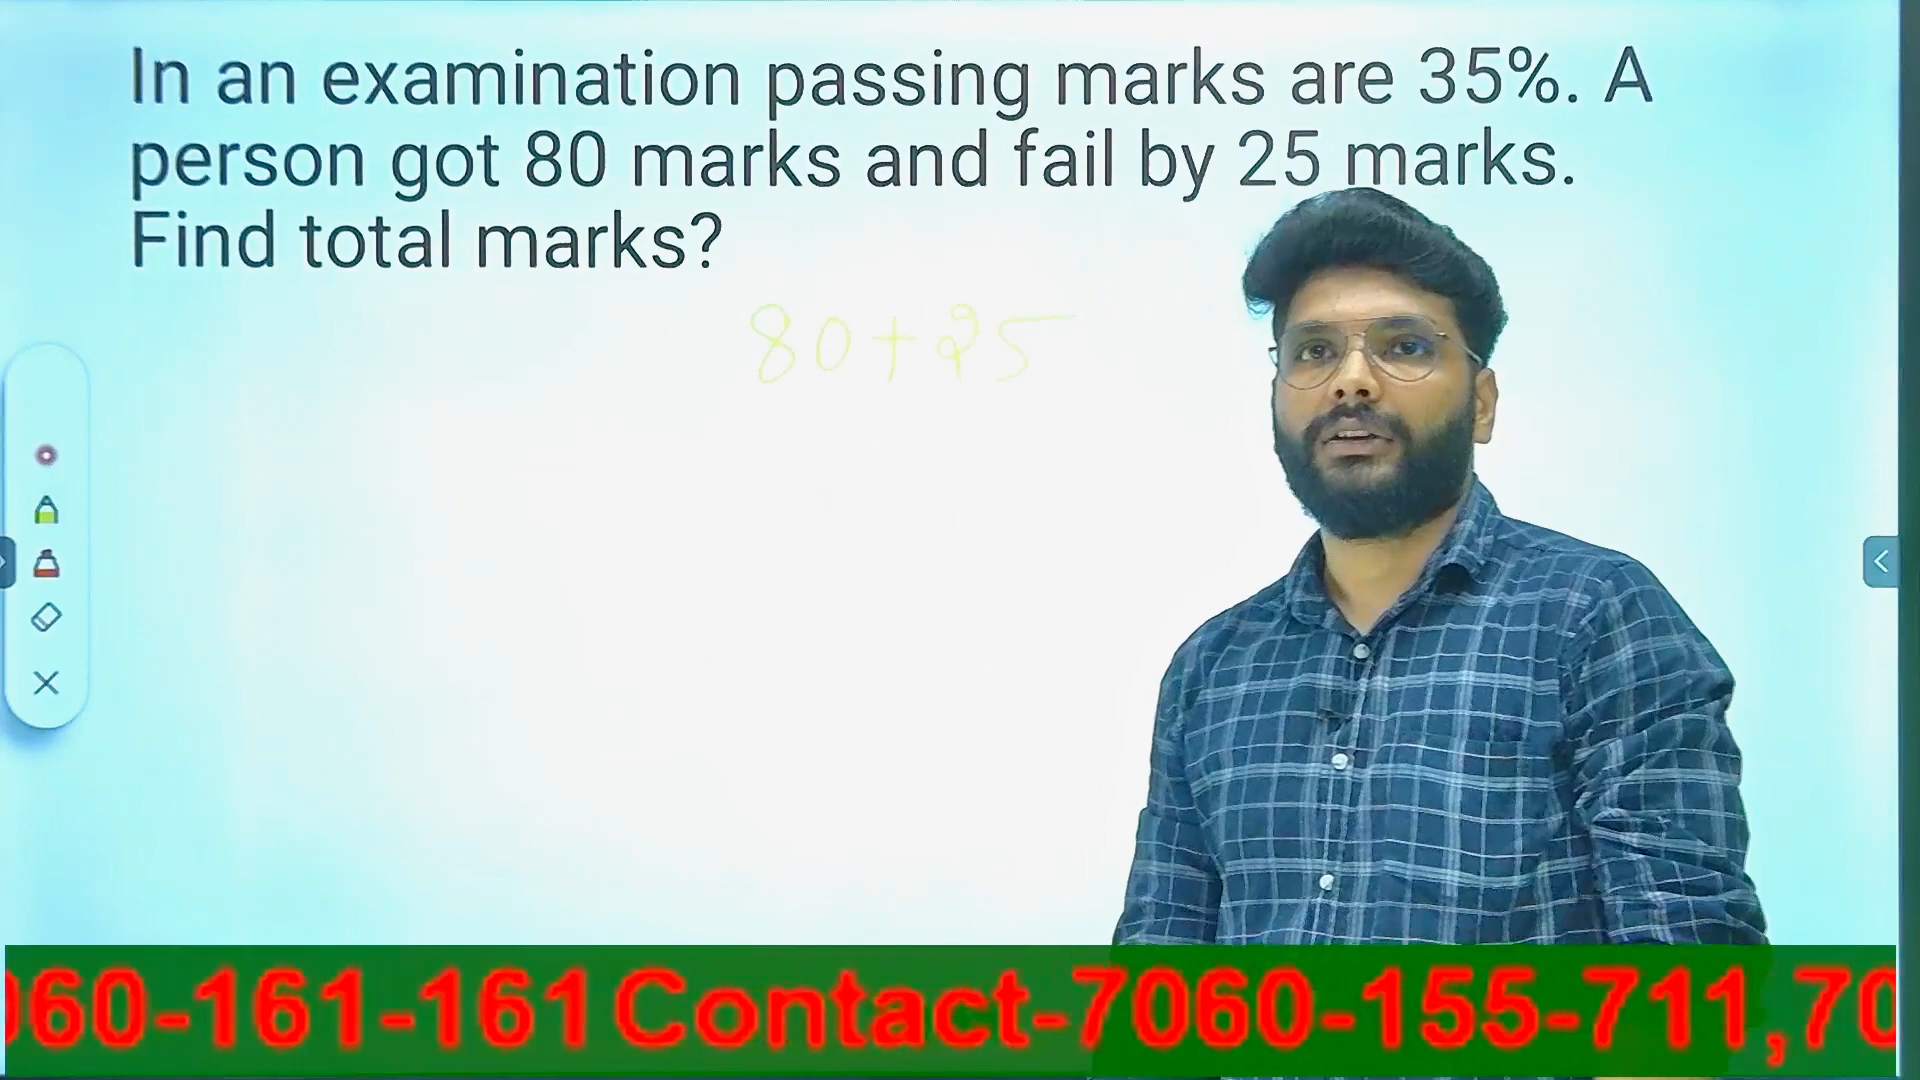 In an examination passing marks are 35%. A
person got 80 marks and fail by 25 marks.
Find total marks?
80+25
060-161-161 Contact-7060-155-711,70